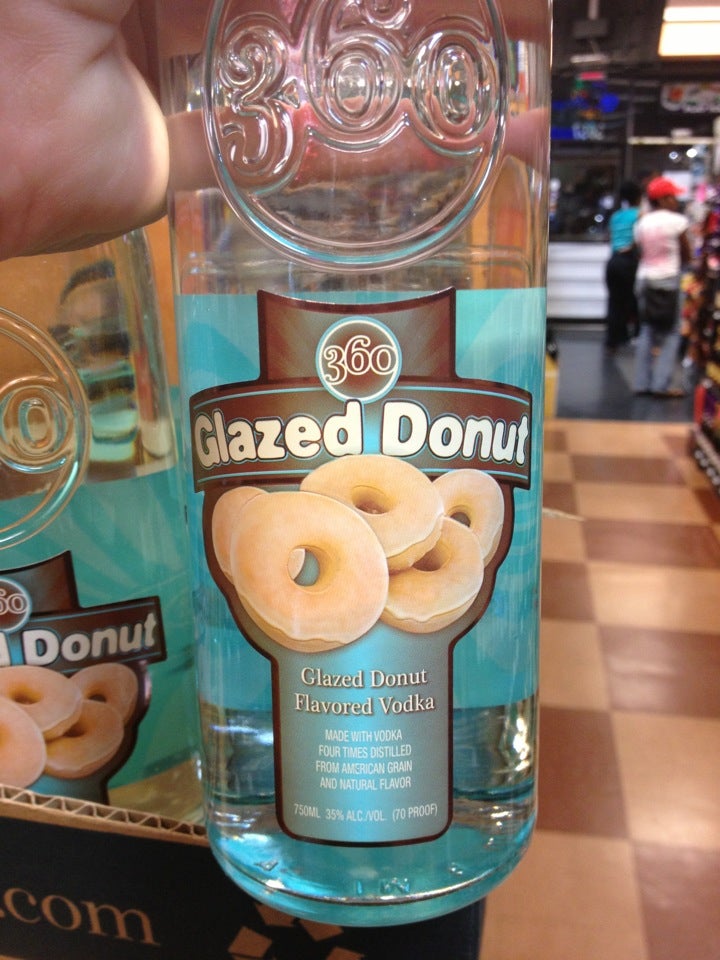 360
360
Glazed Donut
Glazed Donut
Flavored Vodka
MADE WITH VODKA
FOUR TIMES DISTILLED
FROM AMERICAN GRAIN
AND NATURAL FLAVOR
750ML 35% ALC./VOL. (70 PROOF)
Donut
.com